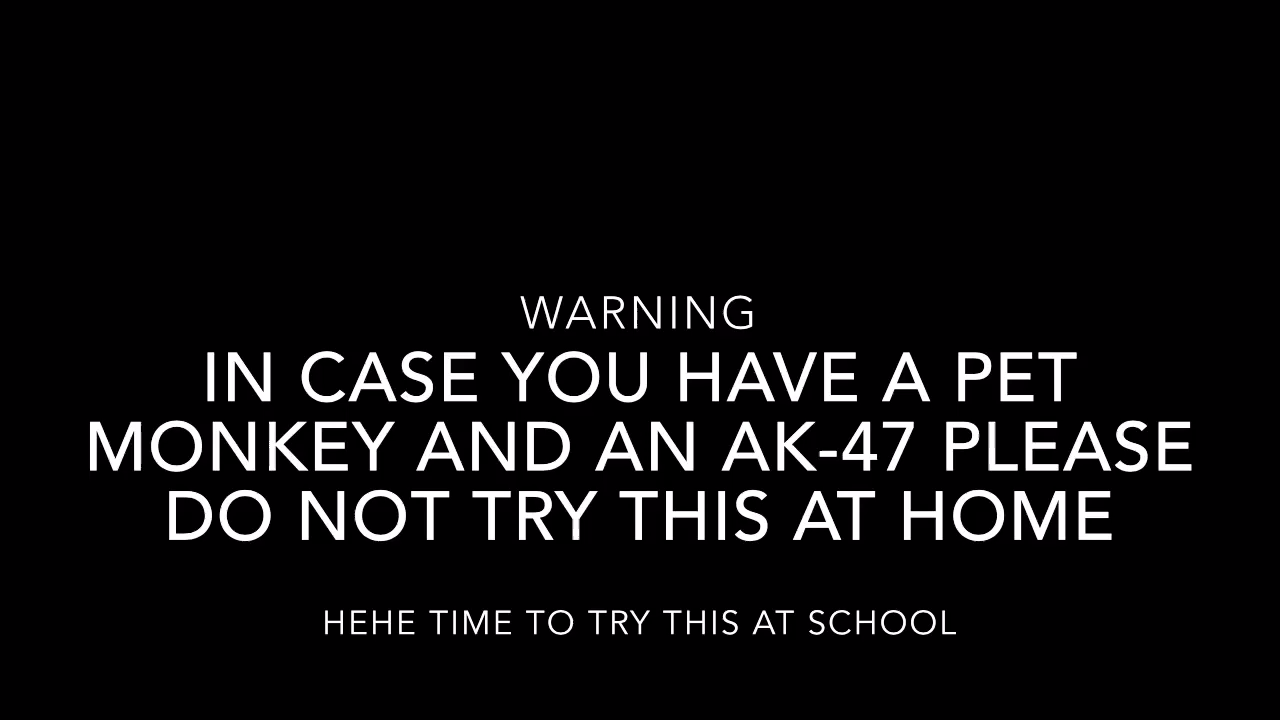 WARNING
IN CASE YOU HAVE A PET
MONKEY AND AN AK-47 PLEASE
DO NOT TRY THIS AT HOME
HEHE TIME TO TRY THIS AT SCHOOL